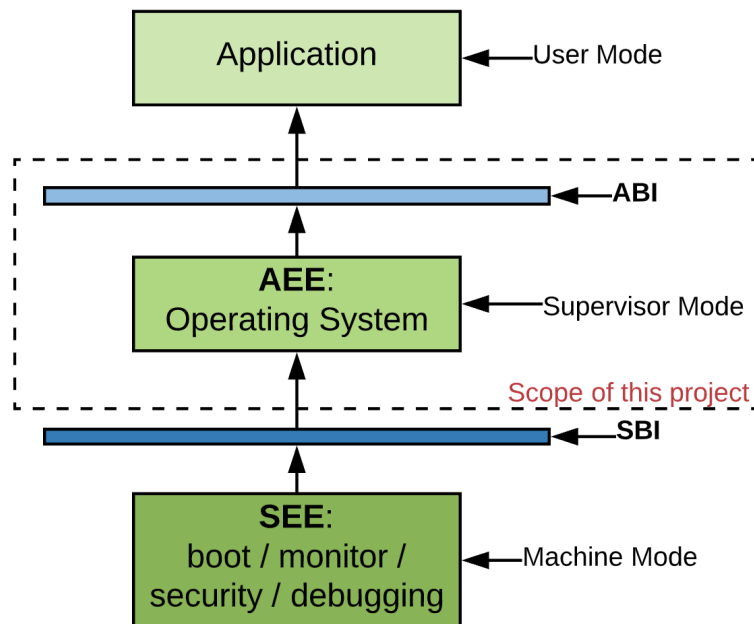 Application
User Mode
ABI
AEE:
Operating System
Supervisor Mode
Scope of this project
SBI
SEE:
boot / monitor /
security / debugging
Machine Mode